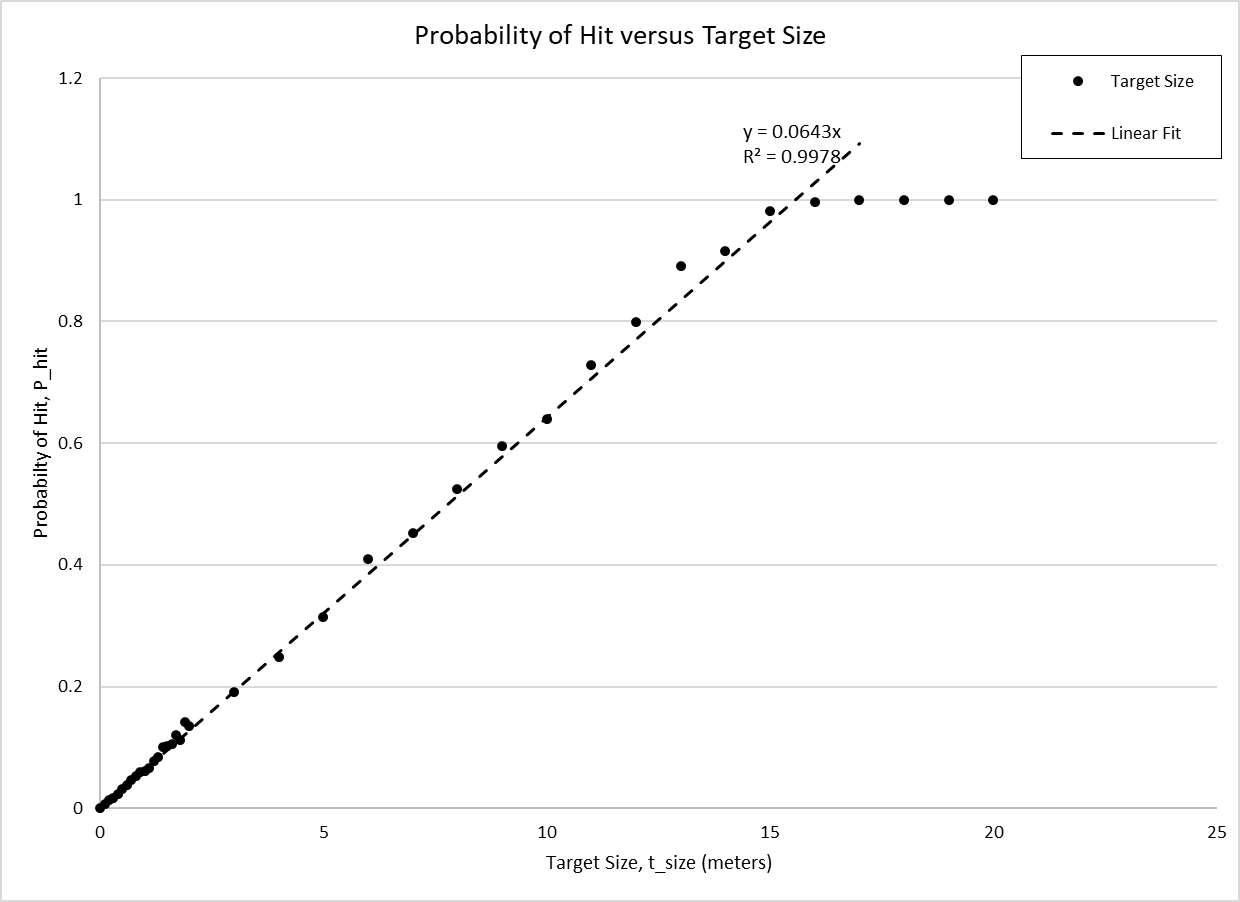 Probability of Hit versus Target Size
Target Size
Linear Fit
y = 0.0643x
R² = 0.9978
1.2
1
0.8
0.6
0.4
0.2
0
Probabilty of Hit, P_hit
0 5 10 15 20 25
Target Size, t_size (meters)